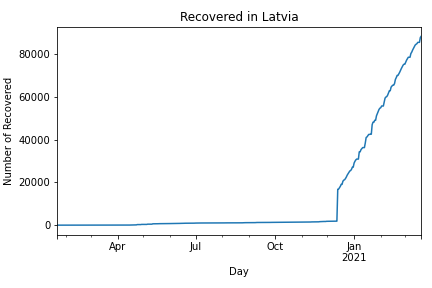 Recovered in Latvia
Number of Recovered
80000
60000
40000
20000
0
Apr
Jul
Oct
Jan
2021
Day